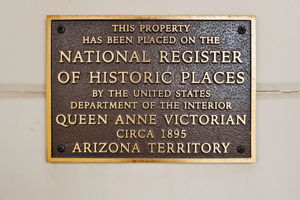 THIS PROPERTY
HAS BEEN PLACED ON THE
NATIONAL REGISTER
OF HISTORIC PLACES
BY THE UNITED STATES
DEPARTMENT OF THE INTERIOR
QUEEN ANNE VICTORIAN
CIRCA 1895
ARIZONA TERRITORY